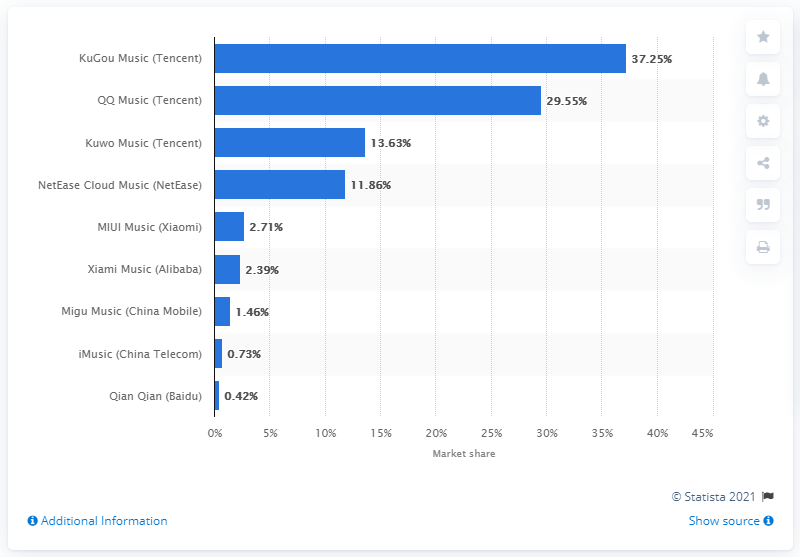 KuGou Music (Tencent) 37.25%
QQ Music (Tencent) 29.55%
Kuwo Music (Tencent) 13.63%
NetEase Cloud Music (NetEase) 11.86%
MIUI Music (Xiaomi) 2.71%
Xiami Music (Alibaba) 2.39%
Migu Music (China Mobile) 1.46%
iMusic (China Telecom) 0.73%
Qian Qian (Baidu) 0.42%
0% 5% 10% 15% 20% 25% 30% 35% 40% 45%
Market share
© Statista 2021
Additional Information Show source